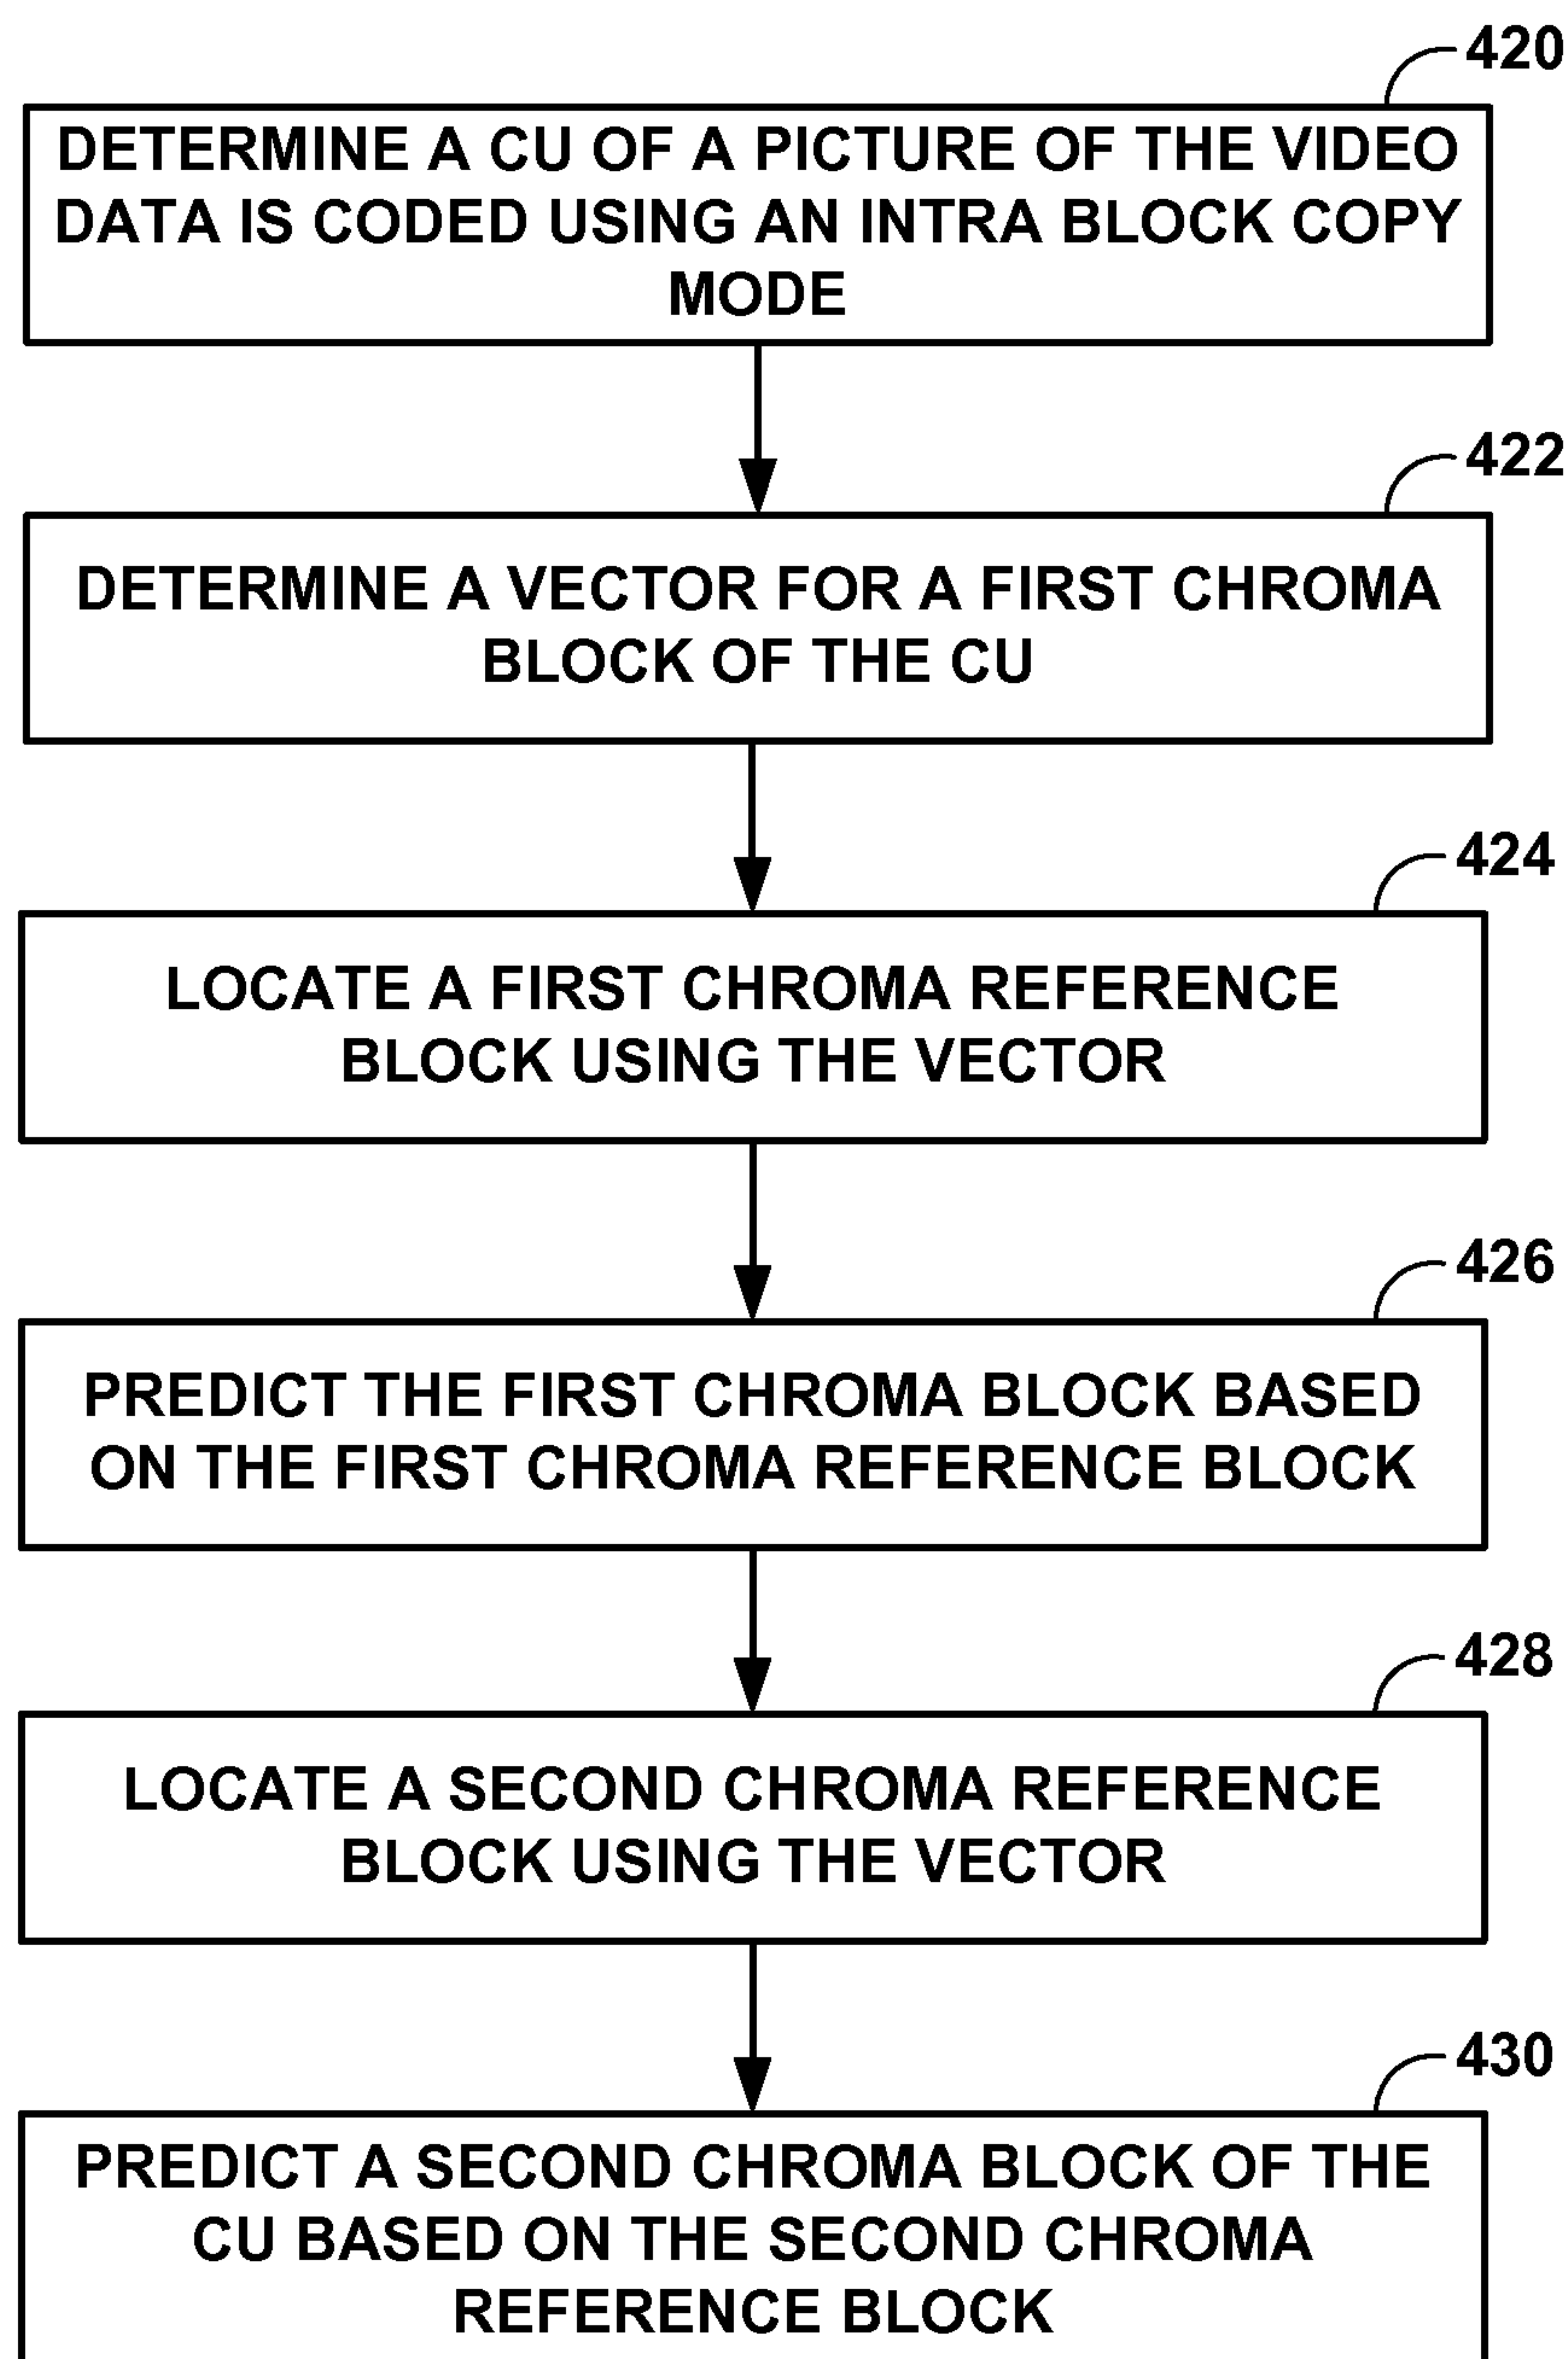 420
DETERMINE A CU OF A PICTURE OF THE VIDEO
DATA IS CODED USING AN INTRA BLOCK COPY
MODE
422
DETERMINE A VECTOR FOR A FIRST CHROMA
BLOCK OF THE CU
424
LOCATE A FIRST CHROMA REFERENCE
BLOCK USING THE VECTOR
426
PREDICT THE FIRST CHROMA BLOCK BASED
ON THE FIRST CHROMA REFERENCE BLOCK
428
LOCATE A SECOND CHROMA REFERENCE
BLOCK USING THE VECTOR
430
PREDICT A SECOND CHROMA BLOCK OF THE
CU BASED ON THE SECOND CHROMA
REFERENCE BLOCK